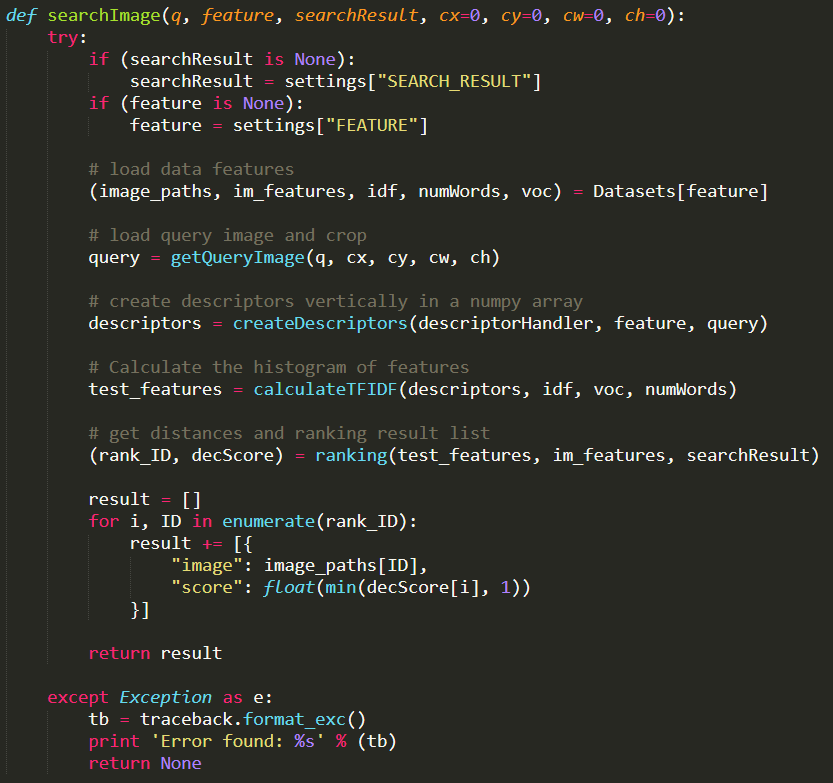 def searchImage(q, feature, searchResult, cx=0, cy=0, cw=0, ch=0):
    try:
        if (searchResult is None):
            searchResult = settings["SEARCH_RESULT"]
        if (feature is None):
            feature = settings["FEATURE"]

        # load data features
        (image_paths, im_features, idf, numWords, voc) = Datasets[feature]

        # load query image and crop
        query = getQueryImage(q, cx, cy, cw, ch)

        # create descriptors vertically in a numpy array
        descriptors = createDescriptors(descriptorHandler, feature, query)

        # Calculate the histogram of features
        test_features = calculateTFIDF(descriptors, idf, voc, numWords)

        # get distances and ranking result list
        (rank_ID, decScore) = ranking(test_features, im_features, searchResult)

        result = []
        for i, ID in enumerate(rank_ID):
            result += [{
                "image": image_paths[ID],
                "score": float(min(decScore[i], 1))
            }]

        return result

    except Exception as e:
        tb = traceback.format_exc()
        print 'Error found: %s' % (tb)
        return None